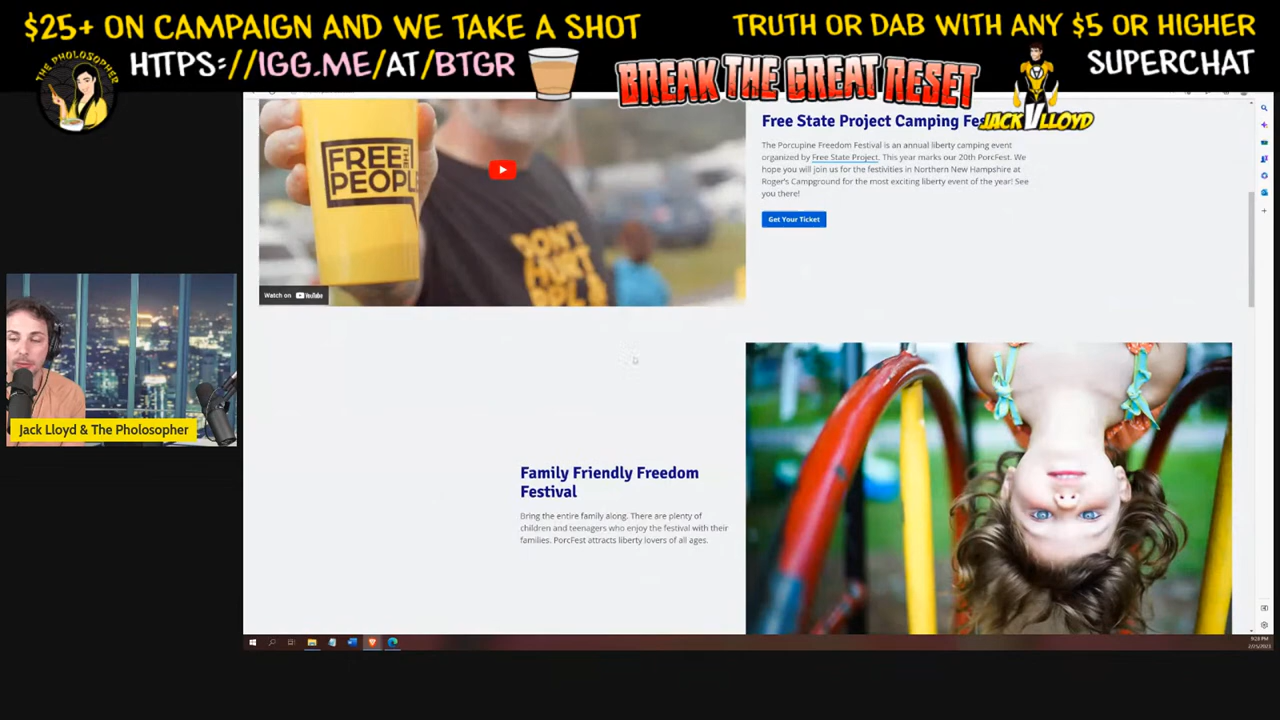 $25+ ON CAMPAIGN AND WE TAKE A SHOT
HTTPS://IGG.ME/AT/BTGR
THE PHOLOSOPHER
BREAK THE GREAT RESET
TRUTH OR DAB WITH ANY $5 OR HIGHER
SUPERCHAT
JACK V LLOYD
FREE THE
PEOPL
DON'T
HURT
PPL &
Watch on YouTube
Free State Project Camping Fe
The Porcupine Freedom Festival is an annual liberty camping event
organized by Free State Project. This year marks our 20th PorcFest. We
hope you will join us for the festivities in Northern New Hampshire at
Roger's Campground for the most exciting liberty event of the year! See
you there!
Get Your Ticket
Jack Lloyd & The Pholosopher
Family Friendly Freedom
Festival
Bring the entire family along. There are plenty of
children and teenagers who enjoy the festival with their
families. PorcFest attracts liberty lovers of all ages.